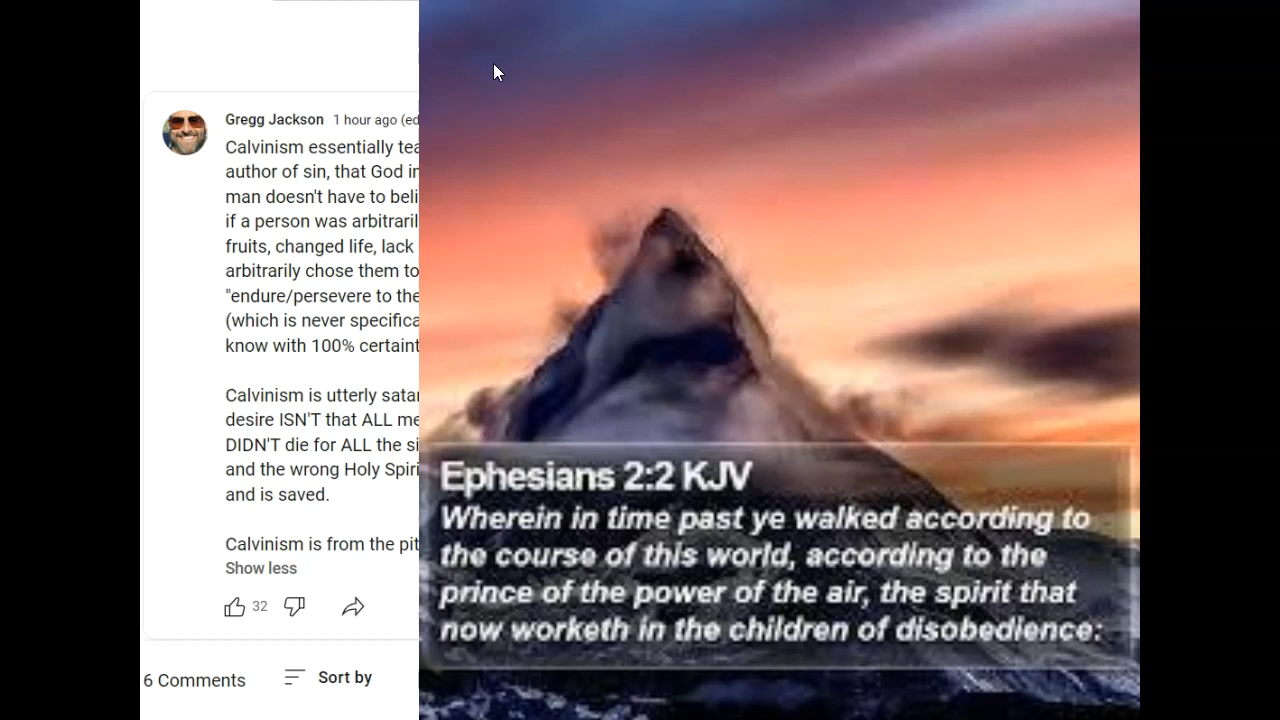 Gregg Jackson 1 hour ago (ed
Calvinism essentially tea
author of sin, that God in
man doesn't have to beli
if a person was arbitraril
fruits, changed life, lack
arbitrarily chose them to
"endure/persevere to the
(which is never specifica
know with 100% certaint
Calvinism is utterly satar
desire ISN'T that ALL me
DIDN'T die for ALL the si
and the wrong Holy Spiri
and is saved.
Calvinism is from the pit
Show less
32
6 Comments
Sort by
Ephesians 2:2 KJV
Wherein in time past ye walked according to
the course of this world, according to the
prince of the power of the air, the spirit that
now worketh in the children of disobedience: